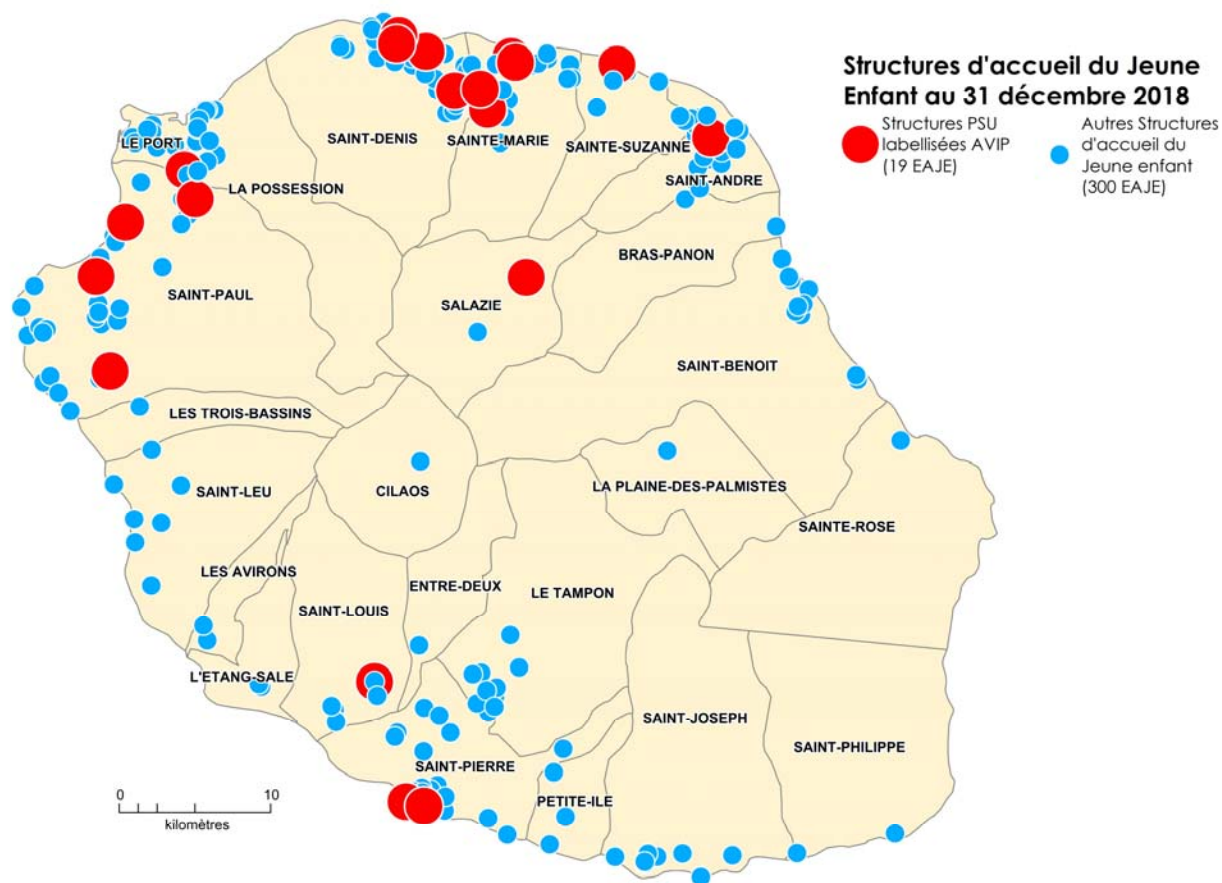 Structures d'accueil du Jeune
Enfant au 31 décembre 2018
Structures PSU
labellisées AVIP
(19 EAJE)
Autres Structures
d'accueil du
Jeune enfant
(300 EAJE)
SAINT-DENIS
SAINTE-MARIE
SAINTE-SUZANNE
LE PORT
SAINT-ANDRE
LA POSSESSION
BRAS-PANON
SAINT-PAUL
SALAZIE
SAINT-BENOIT
LES TROIS-BASSINS
SAINT-LEU
CILAOS
LA PLAINE-DES-PALMISTES
SAINTE-ROSE
LES AVIRONS
ENTRE-DEUX
LE TAMPON
SAINT-LOUIS
L'ETANG-SALE
SAINT-JOSEPH
SAINT-PHILIPPE
SAINT-PIERRE
PETITE-ILE
0 10
kilomètres